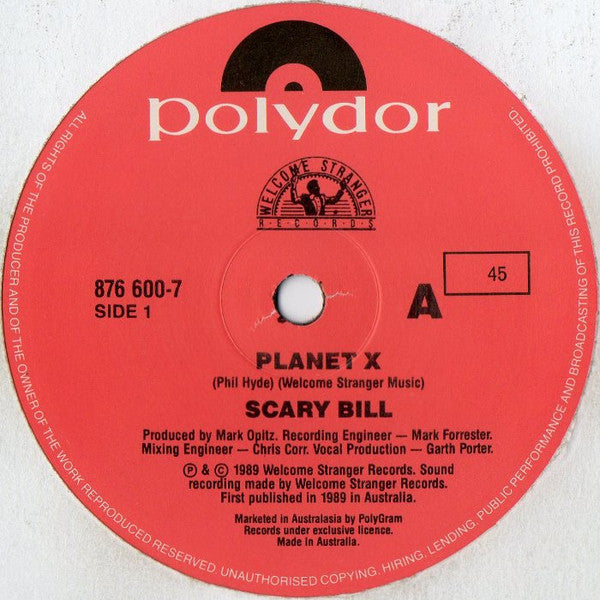 polydor
WELCOME STRANGER
R·E·C·O·R·D·S
876 600-7
SIDE 1
A
45
PLANET X
(Phil Hyde) (Welcome Stranger Music)
SCARY BILL
Produced by Mark Opitz. Recording Engineer — Mark Forrester.
Mixing Engineer — Chris Corr. Vocal Production — Garth Porter.
Ⓟ & © 1989 Welcome Stranger Records. Sound
recording made by Welcome Stranger Records.
First published in 1989 in Australia.
Marketed in Australasia by PolyGram
Records under exclusive licence.
Made in Australia.
ALL RIGHTS OF THE PRODUCER AND OF THE OWNER OF THE WORK REPRODUCED RESERVED. UNAUTHORISED COPYING. HIRING. LENDING. PUBLIC PERFORMANCE AND BROADCASTING OF THIS RECORD PROHIBITED.